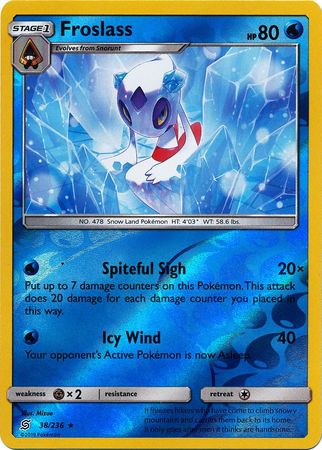 STAGE 1
Froslass
HP 80
Evolves from Snorunt
NO. 478 Snow Land Pokémon HT: 4'03" WT: 58.6 lbs.
Spiteful Sigh 20×
Put up to 7 damage counters on this Pokémon. This attack
does 20 damage for each damage counter you placed in
this way.
Icy Wind 40
Your opponent's Active Pokémon is now Asleep.
weakness ×2 resistance retreat
Illus. Mizue
38/236 ★
©2019 Pokémon
It freezes hikers who have come to climb snowy
mountains and carries them back to its home.
It only goes after men it thinks are handsome.